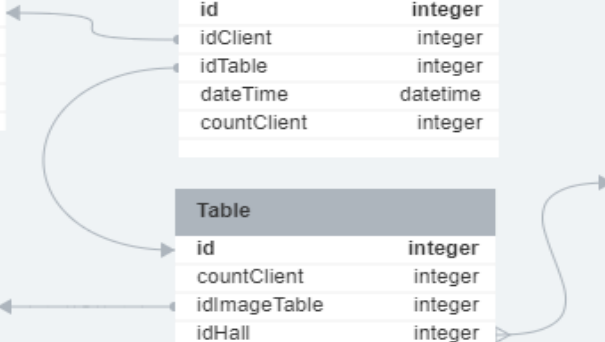 id integer
idClient integer
idTable integer
dateTime datetime
countClient integer
Table
id integer
countClient integer
idImageTable integer
idHall integer